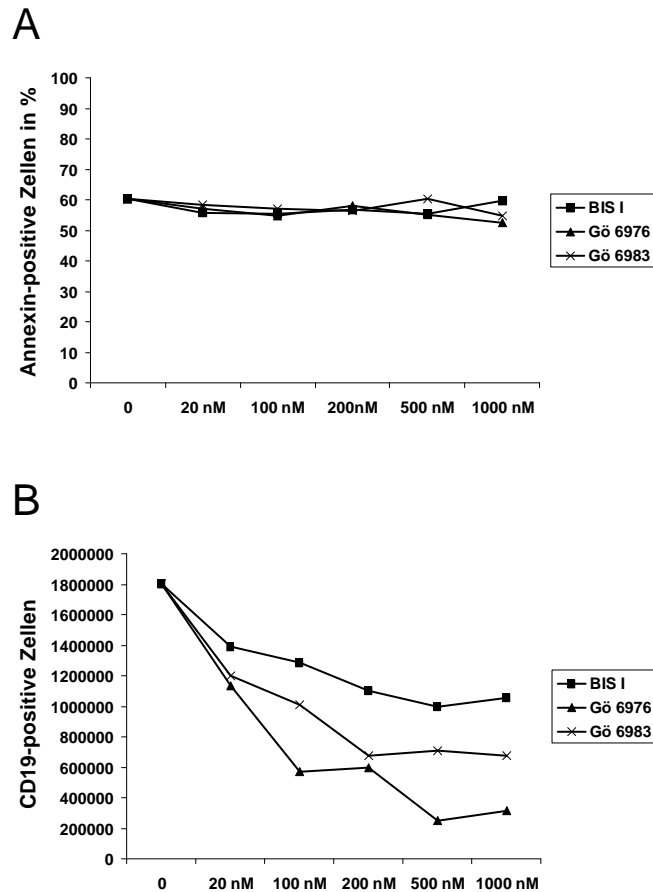 A
Annexin-positive Zellen in %
100
90
80
70
60
50
40
30
20
10
0
0 20 nM 100 nM 200nM 500 nM 1000 nM
BIS I
Gö 6976
Gö 6983
B
CD19-positive Zellen
2000000
1800000
1600000
1400000
1200000
1000000
800000
600000
400000
200000
0
0 20 nM 100 nM 200 nM 500 nM 1000 nM
BIS I
Gö 6976
Gö 6983